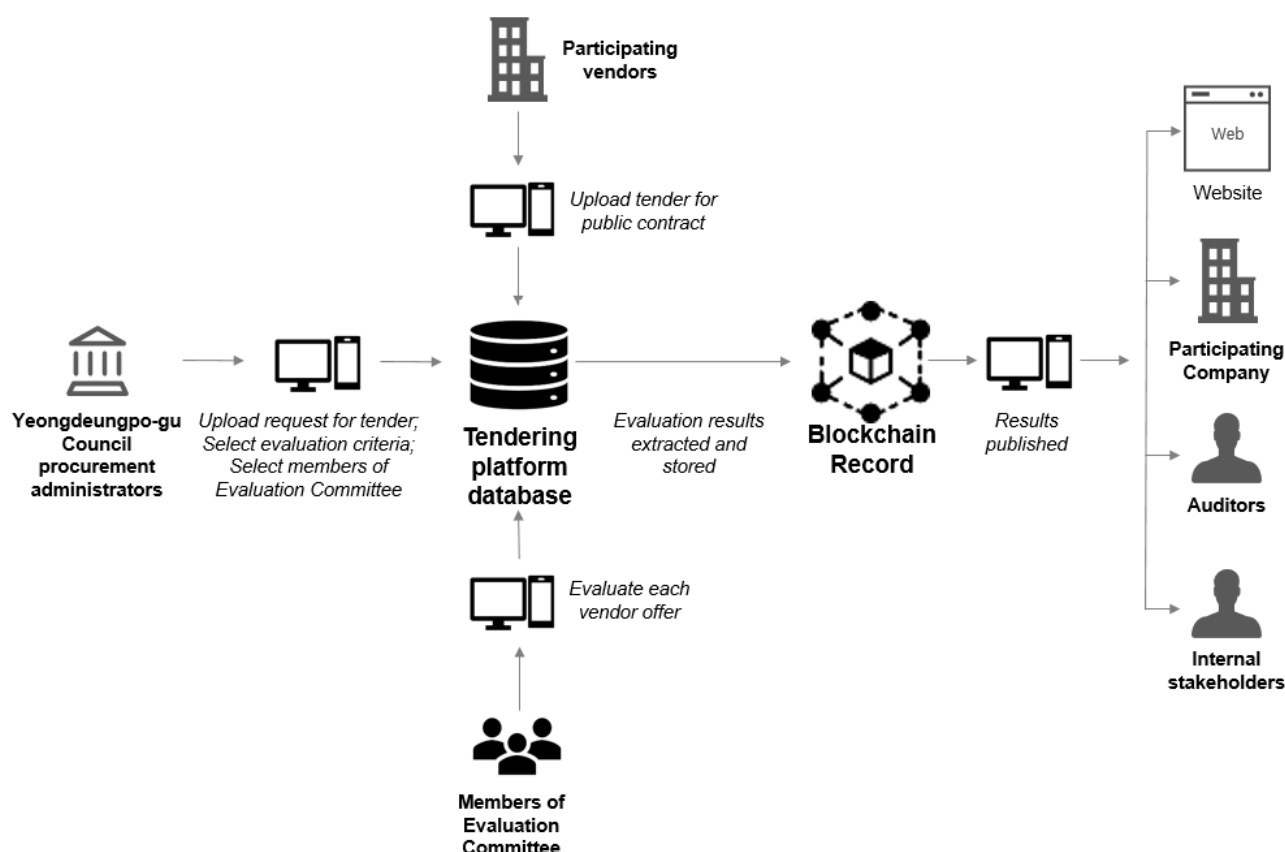 Participating
vendors
Upload tender for
public contract
Web
Website
Yeongdeungpo-gu
Council
procurement
administrators
Upload request for tender;
Select evaluation criteria;
Select members of
Evaluation Committee
Tendering
platform
database
Evaluation results
extracted and
stored
Blockchain
Record
Results
published
Participating
Company
Auditors
Evaluate each
vendor offer
Internal
stakeholders
Members of
Evaluation
Committee